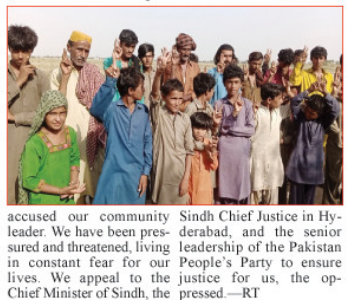 accused our community
leader. We have been pres-
sured and threatened, living
in constant fear for our
lives. We appeal to the
Chief Minister of Sindh, the
Sindh Chief Justice in Hy-
derabad, and the senior
leadership of the Pakistan
People's Party to ensure
justice for us, the op-
pressed.—RT